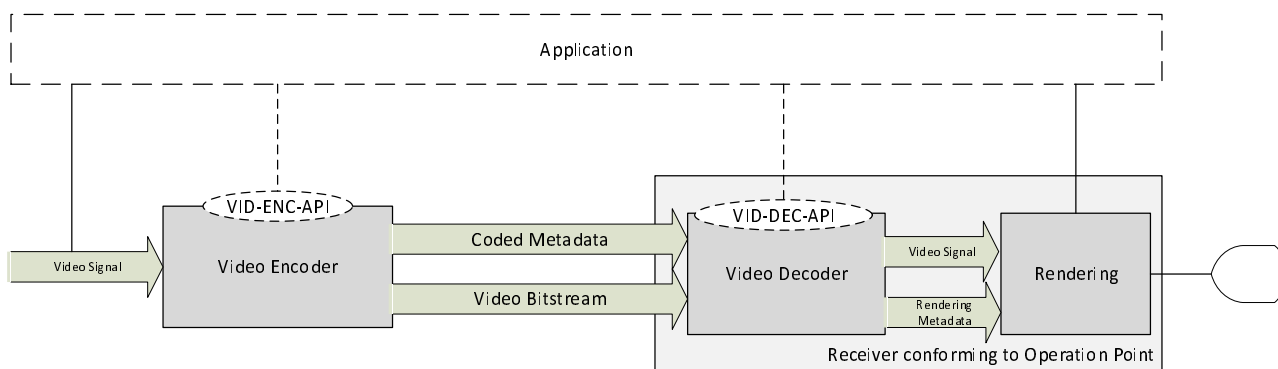 Application
VID-ENC-API
VID-DEC-API
Video Signal
Video Encoder
Coded Metadata
Video Bitstream
Video Decoder
Video Signal
Rendering
Metadata
Rendering
Receiver conforming to Operation Point